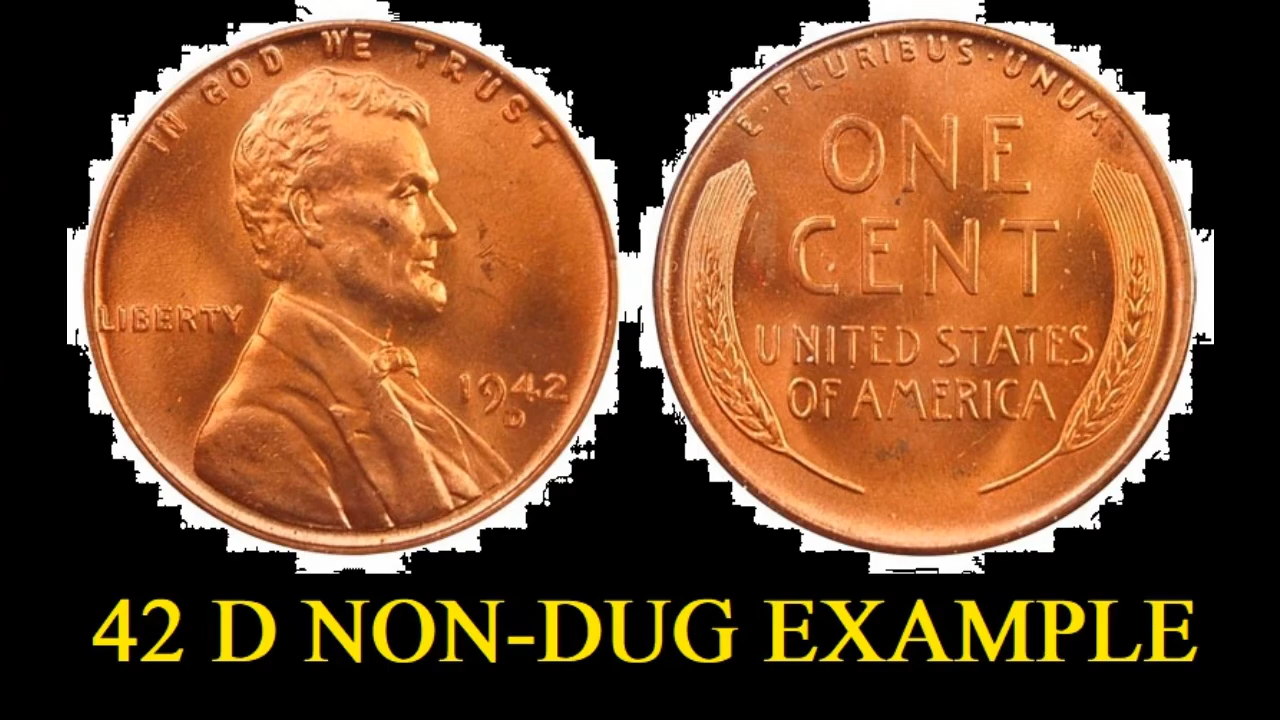 IN GOD WE TRUST
LIBERTY
1942
D
E·PLURIBUS·UNUM
ONE
CENT
UNITED STATES
OF AMERICA
42 D NON-DUG EXAMPLE